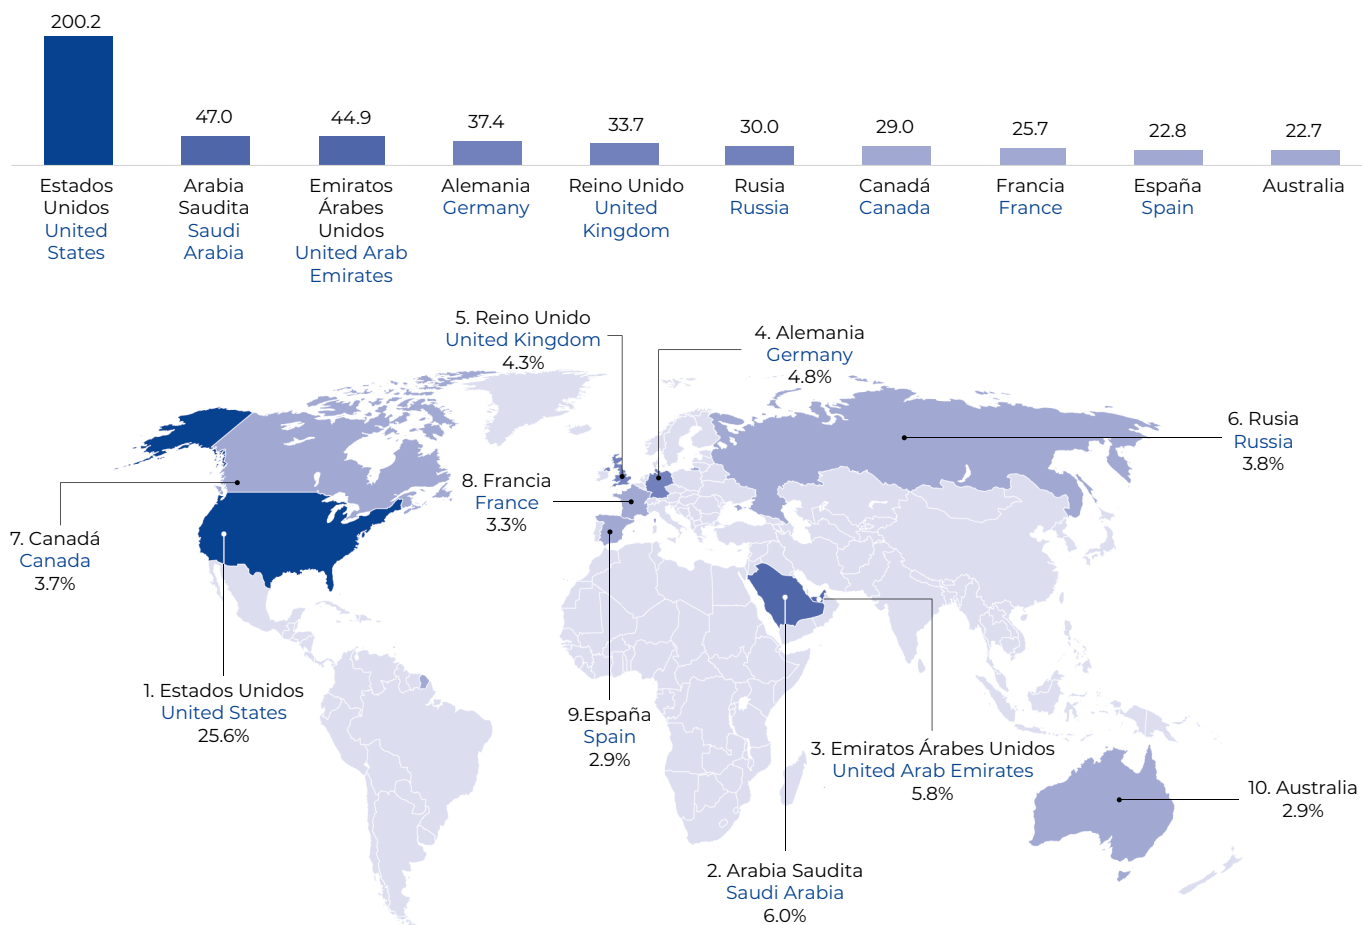 200.2
47.0
44.9
37.4
33.7
30.0
29.0
25.7
22.8
22.7
Estados
Unidos
United
States
Arabia
Saudita
Saudi
Arabia
Emiratos
Árabes
Unidos
United Arab
Emirates
Alemania
Germany
Reino Unido
United
Kingdom
Rusia
Russia
Canadá
Canada
Francia
France
España
Spain
Australia
5. Reino Unido
United Kingdom
4.3%
4. Alemania
Germany
4.8%
6. Rusia
Russia
3.8%
8. Francia
France
3.3%
7. Canadá
Canada
3.7%
1. Estados Unidos
United States
25.6%
9.España
Spain
2.9%
3. Emiratos Árabes Unidos
United Arab Emirates
5.8%
10. Australia
2.9%
2. Arabia Saudita
Saudi Arabia
6.0%